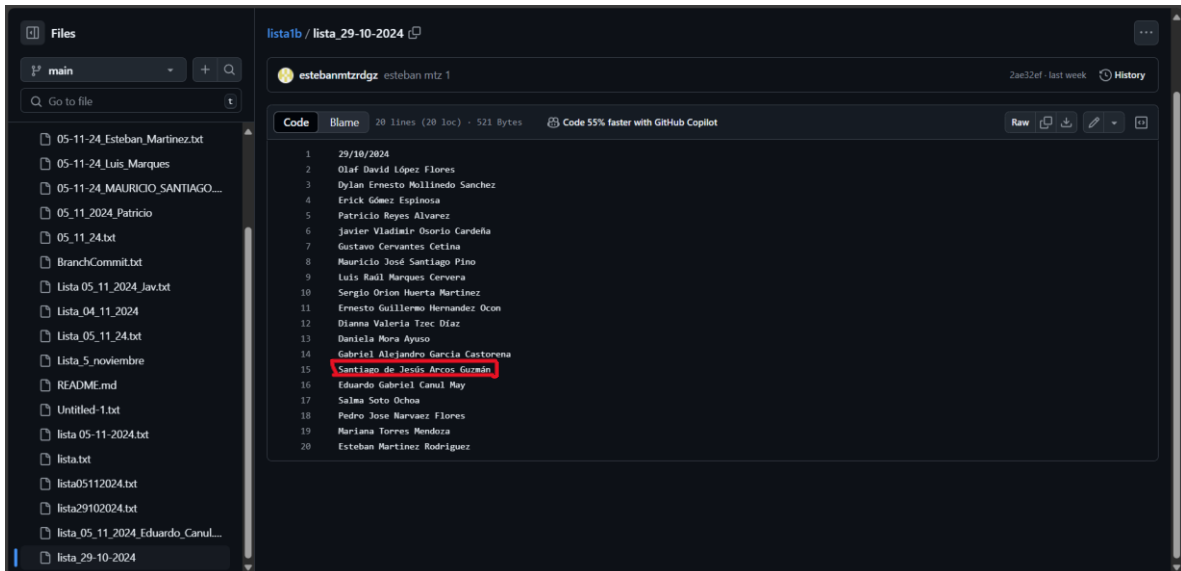 Files
main
Go to file
t
05-11-24_Esteban_Martinez.txt
05-11-24_Luis_Marques
05-11-24_MAURICIO_SANTIAGO....
05_11_2024_Patricio
05_11_24.txt
BranchCommit.txt
Lista 05_11_2024_Jav.txt
Lista_04_11_2024
Lista_05_11_24.txt
Lista_5_noviembre
README.md
Untitled-1.txt
lista 05-11-2024.txt
lista.txt
lista05112024.txt
lista29102024.txt
lista_05_11_2024_Eduardo_Canul....
lista_29-10-2024
lista1b / lista_29-10-2024
estebanmtzrdgz esteban mtz 1
2ae32ef · last week History
Code Blame 20 lines (20 loc) · 521 Bytes Code 55% faster with GitHub Copilot Raw
1 29/10/2024
2 Olaf David López Flores
3 Dylan Ernesto Mollinedo Sanchez
4 Erick Gómez Espinosa
5 Patricio Reyes Alvarez
6 javier Vladimir Osorio Cardeña
7 Gustavo Cervantes Cetina
8 Mauricio José Santiago Pino
9 Luis Raúl Marques Cervera
10 Sergio Orion Huerta Martinez
11 Ernesto Guillermo Hernandez Ocon
12 Dianna Valeria Tzec Díaz
13 Daniela Mora Ayuso
14 Gabriel Alejandro Garcia Castorena
15 Santiago de Jesús Arcos Guzmán
16 Eduardo Gabriel Canul May
17 Salma Soto Ochoa
18 Pedro Jose Narvaez Flores
19 Mariana Torres Mendoza
20 Esteban Martinez Rodriguez